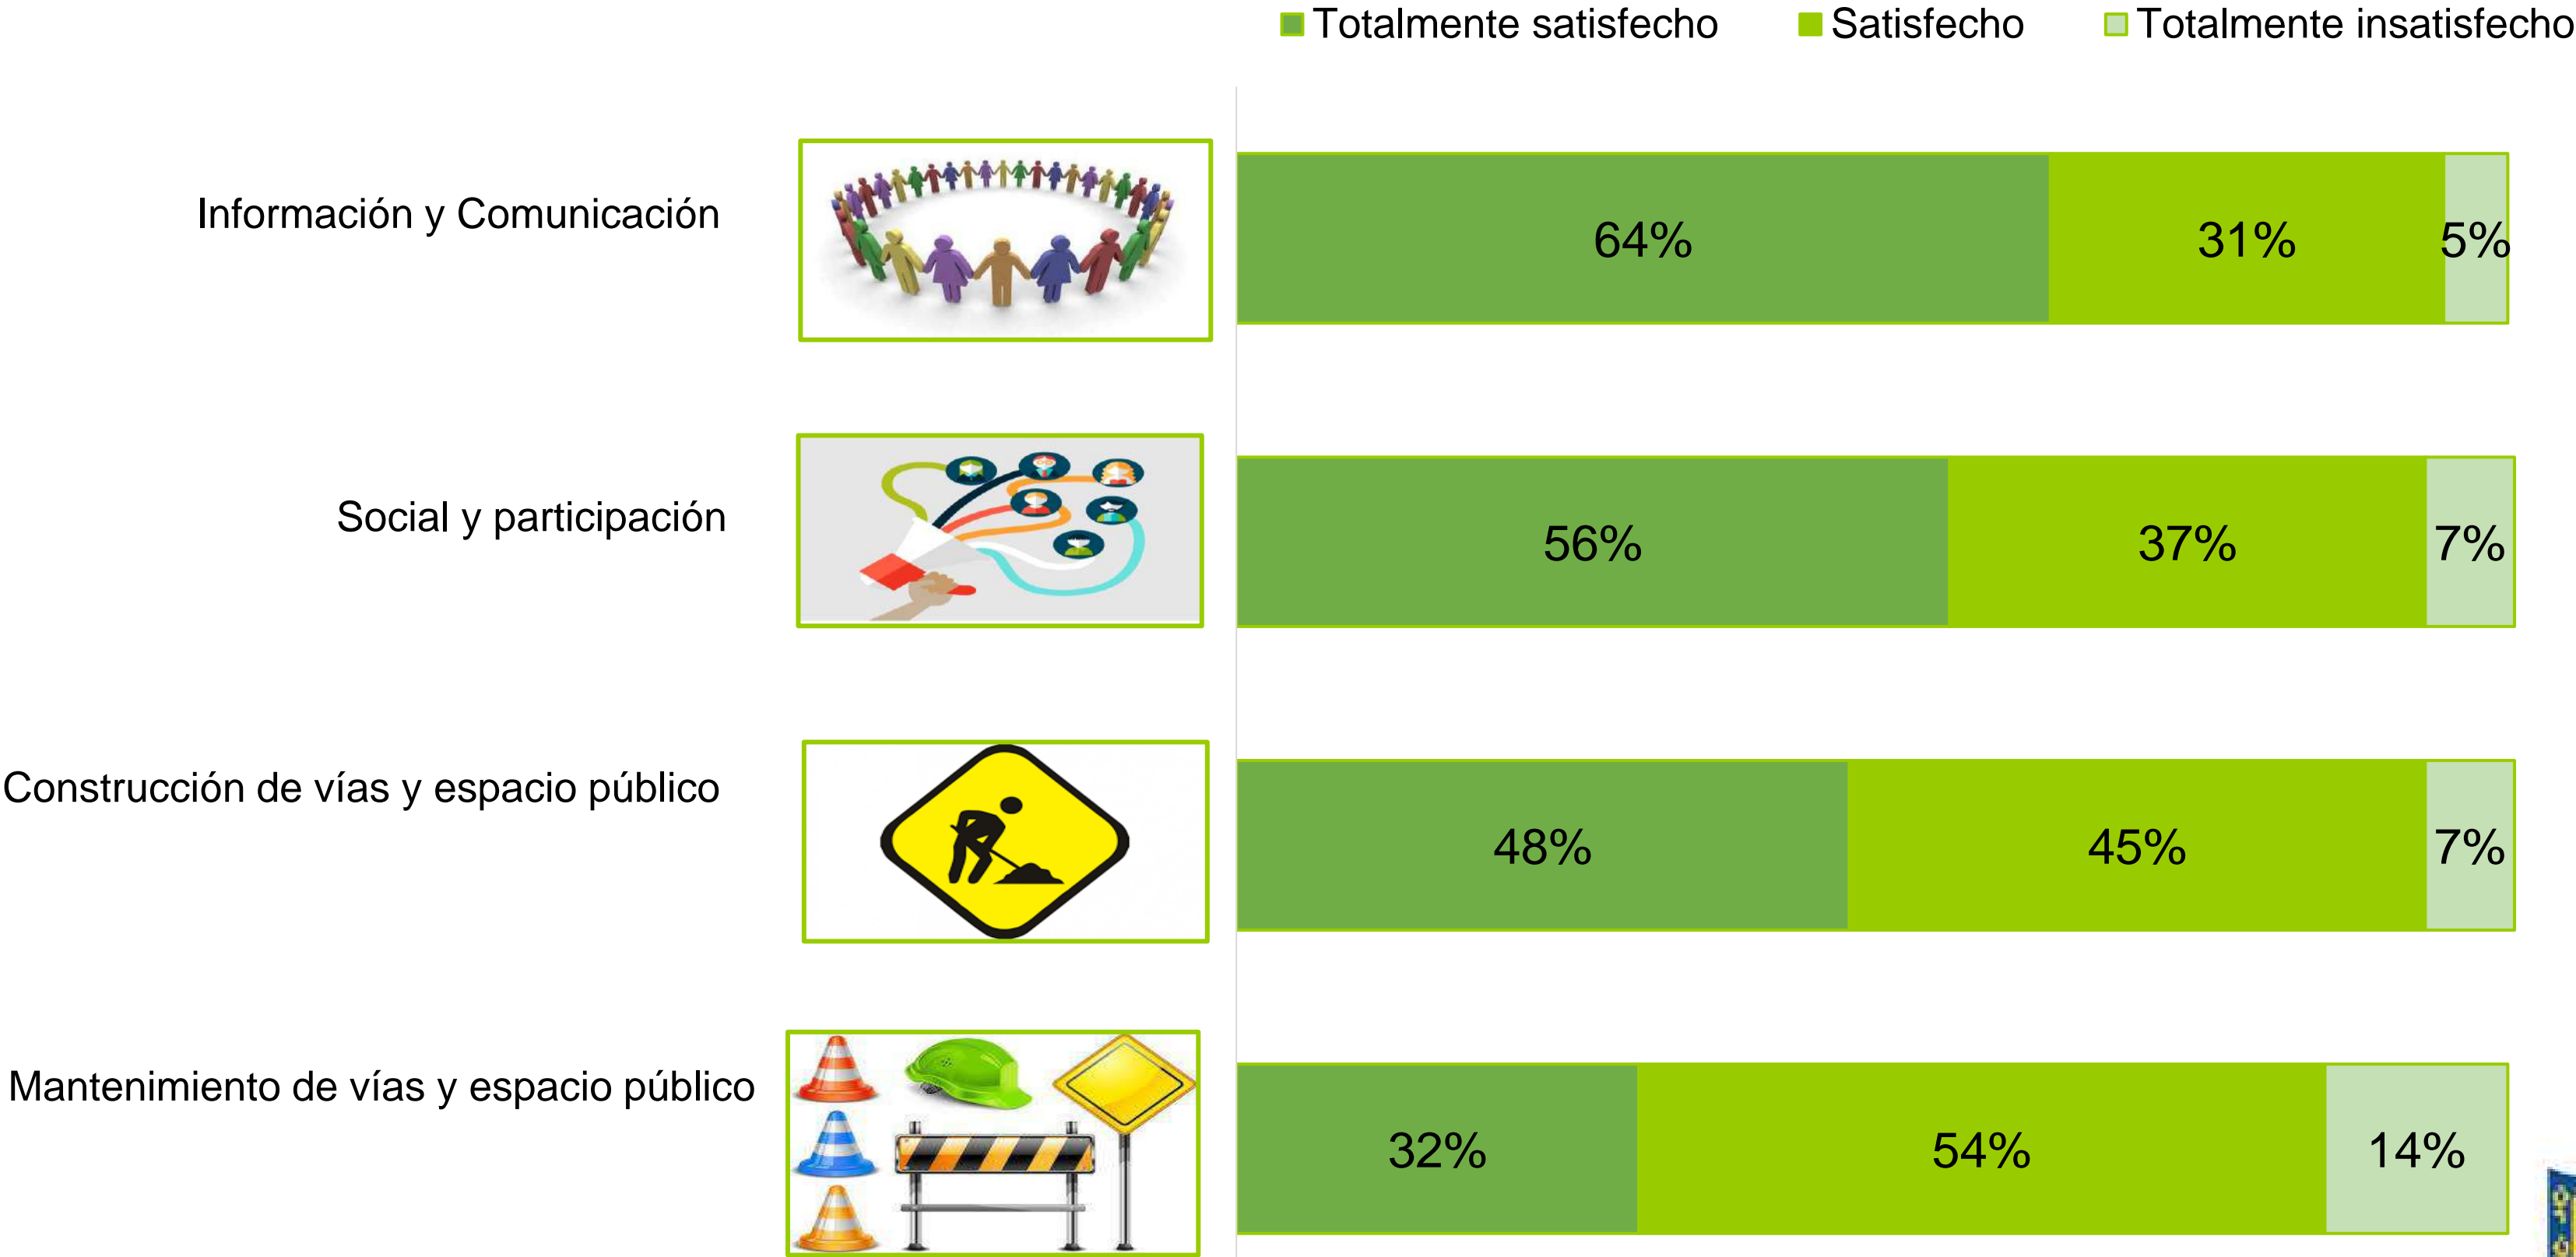 Totalmente satisfecho Satisfecho Totalmente insatisfecho
Información y Comunicación
64% 31% 5%
Social y participación
56% 37% 7%
Construcción de vías y espacio público
48% 45% 7%
Mantenimiento de vías y espacio público
32% 54% 14%